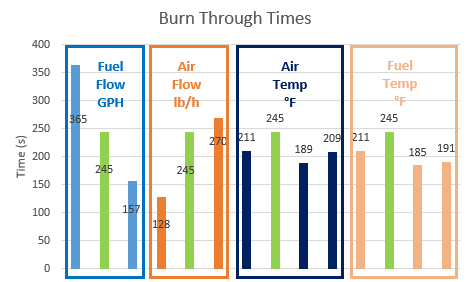 Burn Through Times
Time (s)
400
350
300
250
200
150
100
50
0
Fuel
Flow
GPH
365
245
157
Air
Flow
lb/h
128
245
270
Air
Temp
°F
211
245
189
209
Fuel
Temp
°F
211
245
185
191